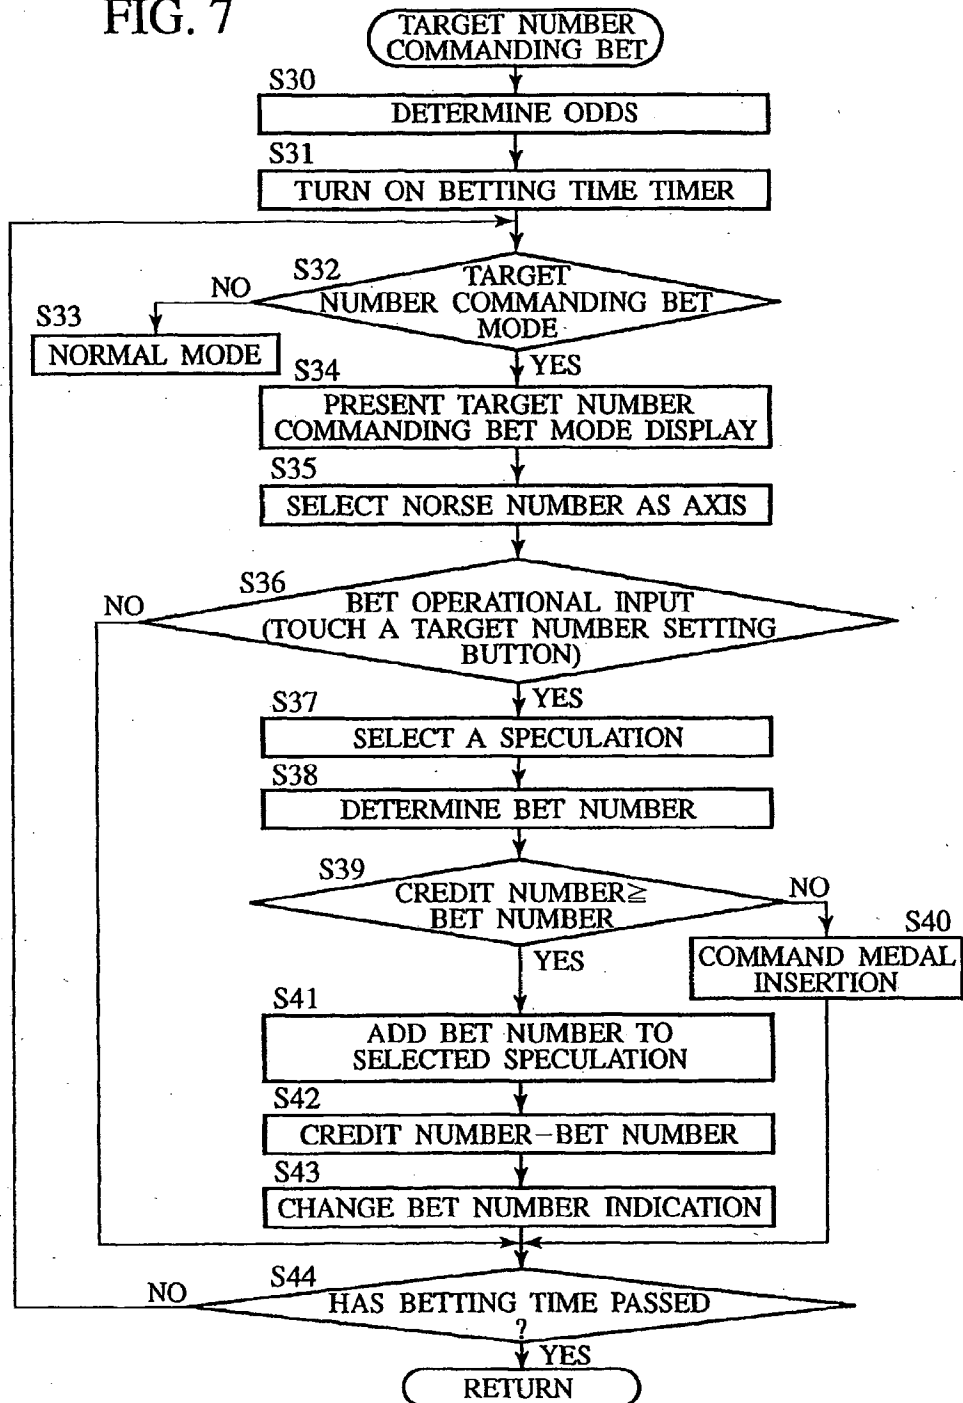 FIG. 7
TARGET NUMBER
COMMANDING BET
S30
DETERMINE ODDS
S31
TURN ON BETTING TIME TIMER
S32
TARGET
NUMBER COMMANDING BET
MODE
NO
S33
NORMAL MODE
YES
S34
PRESENT TARGET NUMBER
COMMANDING BET MODE DISPLAY
S35
SELECT NORSE NUMBER AS AXIS
S36
NO
BET OPERATIONAL INPUT
(TOUCH A TARGET NUMBER SETTING
BUTTON)
YES
S37
SELECT A SPECULATION
S38
DETERMINE BET NUMBER
S39
CREDIT NUMBER≧
BET NUMBER
NO
S40
COMMAND MEDAL
INSERTION
YES
S41
ADD BET NUMBER TO
SELECTED SPECULATION
S42
CREDIT NUMBER−BET NUMBER
S43
CHANGE BET NUMBER INDICATION
S44
NO
HAS BETTING TIME PASSED
?
YES
RETURN